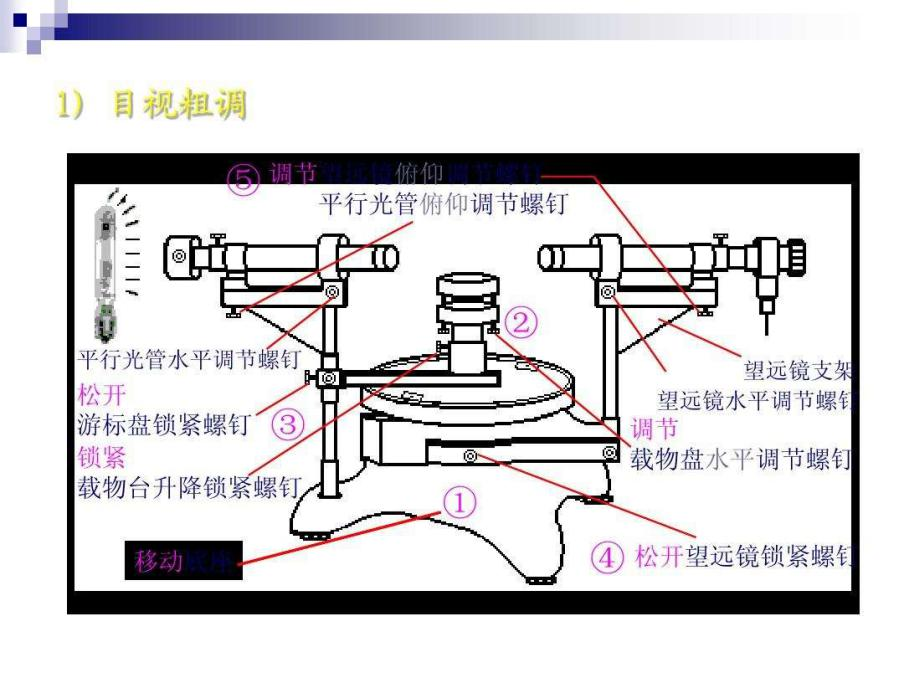 1) 目视粗调
⑤ 调节望远镜俯仰调节螺钉
平行光管俯仰调节螺钉
②
平行光管水平调节螺钉
望远镜支架
松开
望远镜水平调节螺钉
游标盘锁紧螺钉 ③
调节
锁紧
载物盘水平调节螺钉
载物台升降锁紧螺钉
①
④ 松开望远镜锁紧螺钉
移动底座